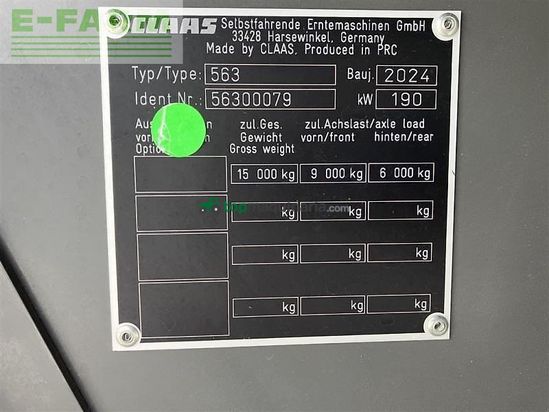 E-FA
CLAAS Selbstfahrende Erntemaschinen GmbH
33428 Harsewinkel, Germany
Made by CLAAS, Produced in PRC
Typ/Type: 563 Bauj. 2024
Ident Nr.: 56300079 kW 190
zul.Ges. zul.Achslast/axle load
Gewicht vorn/front hinten/rear
Gross weight
15 000 kg 9 000 kg 6 000 kg
kg kg kg
kg kg kg
kg kg kg